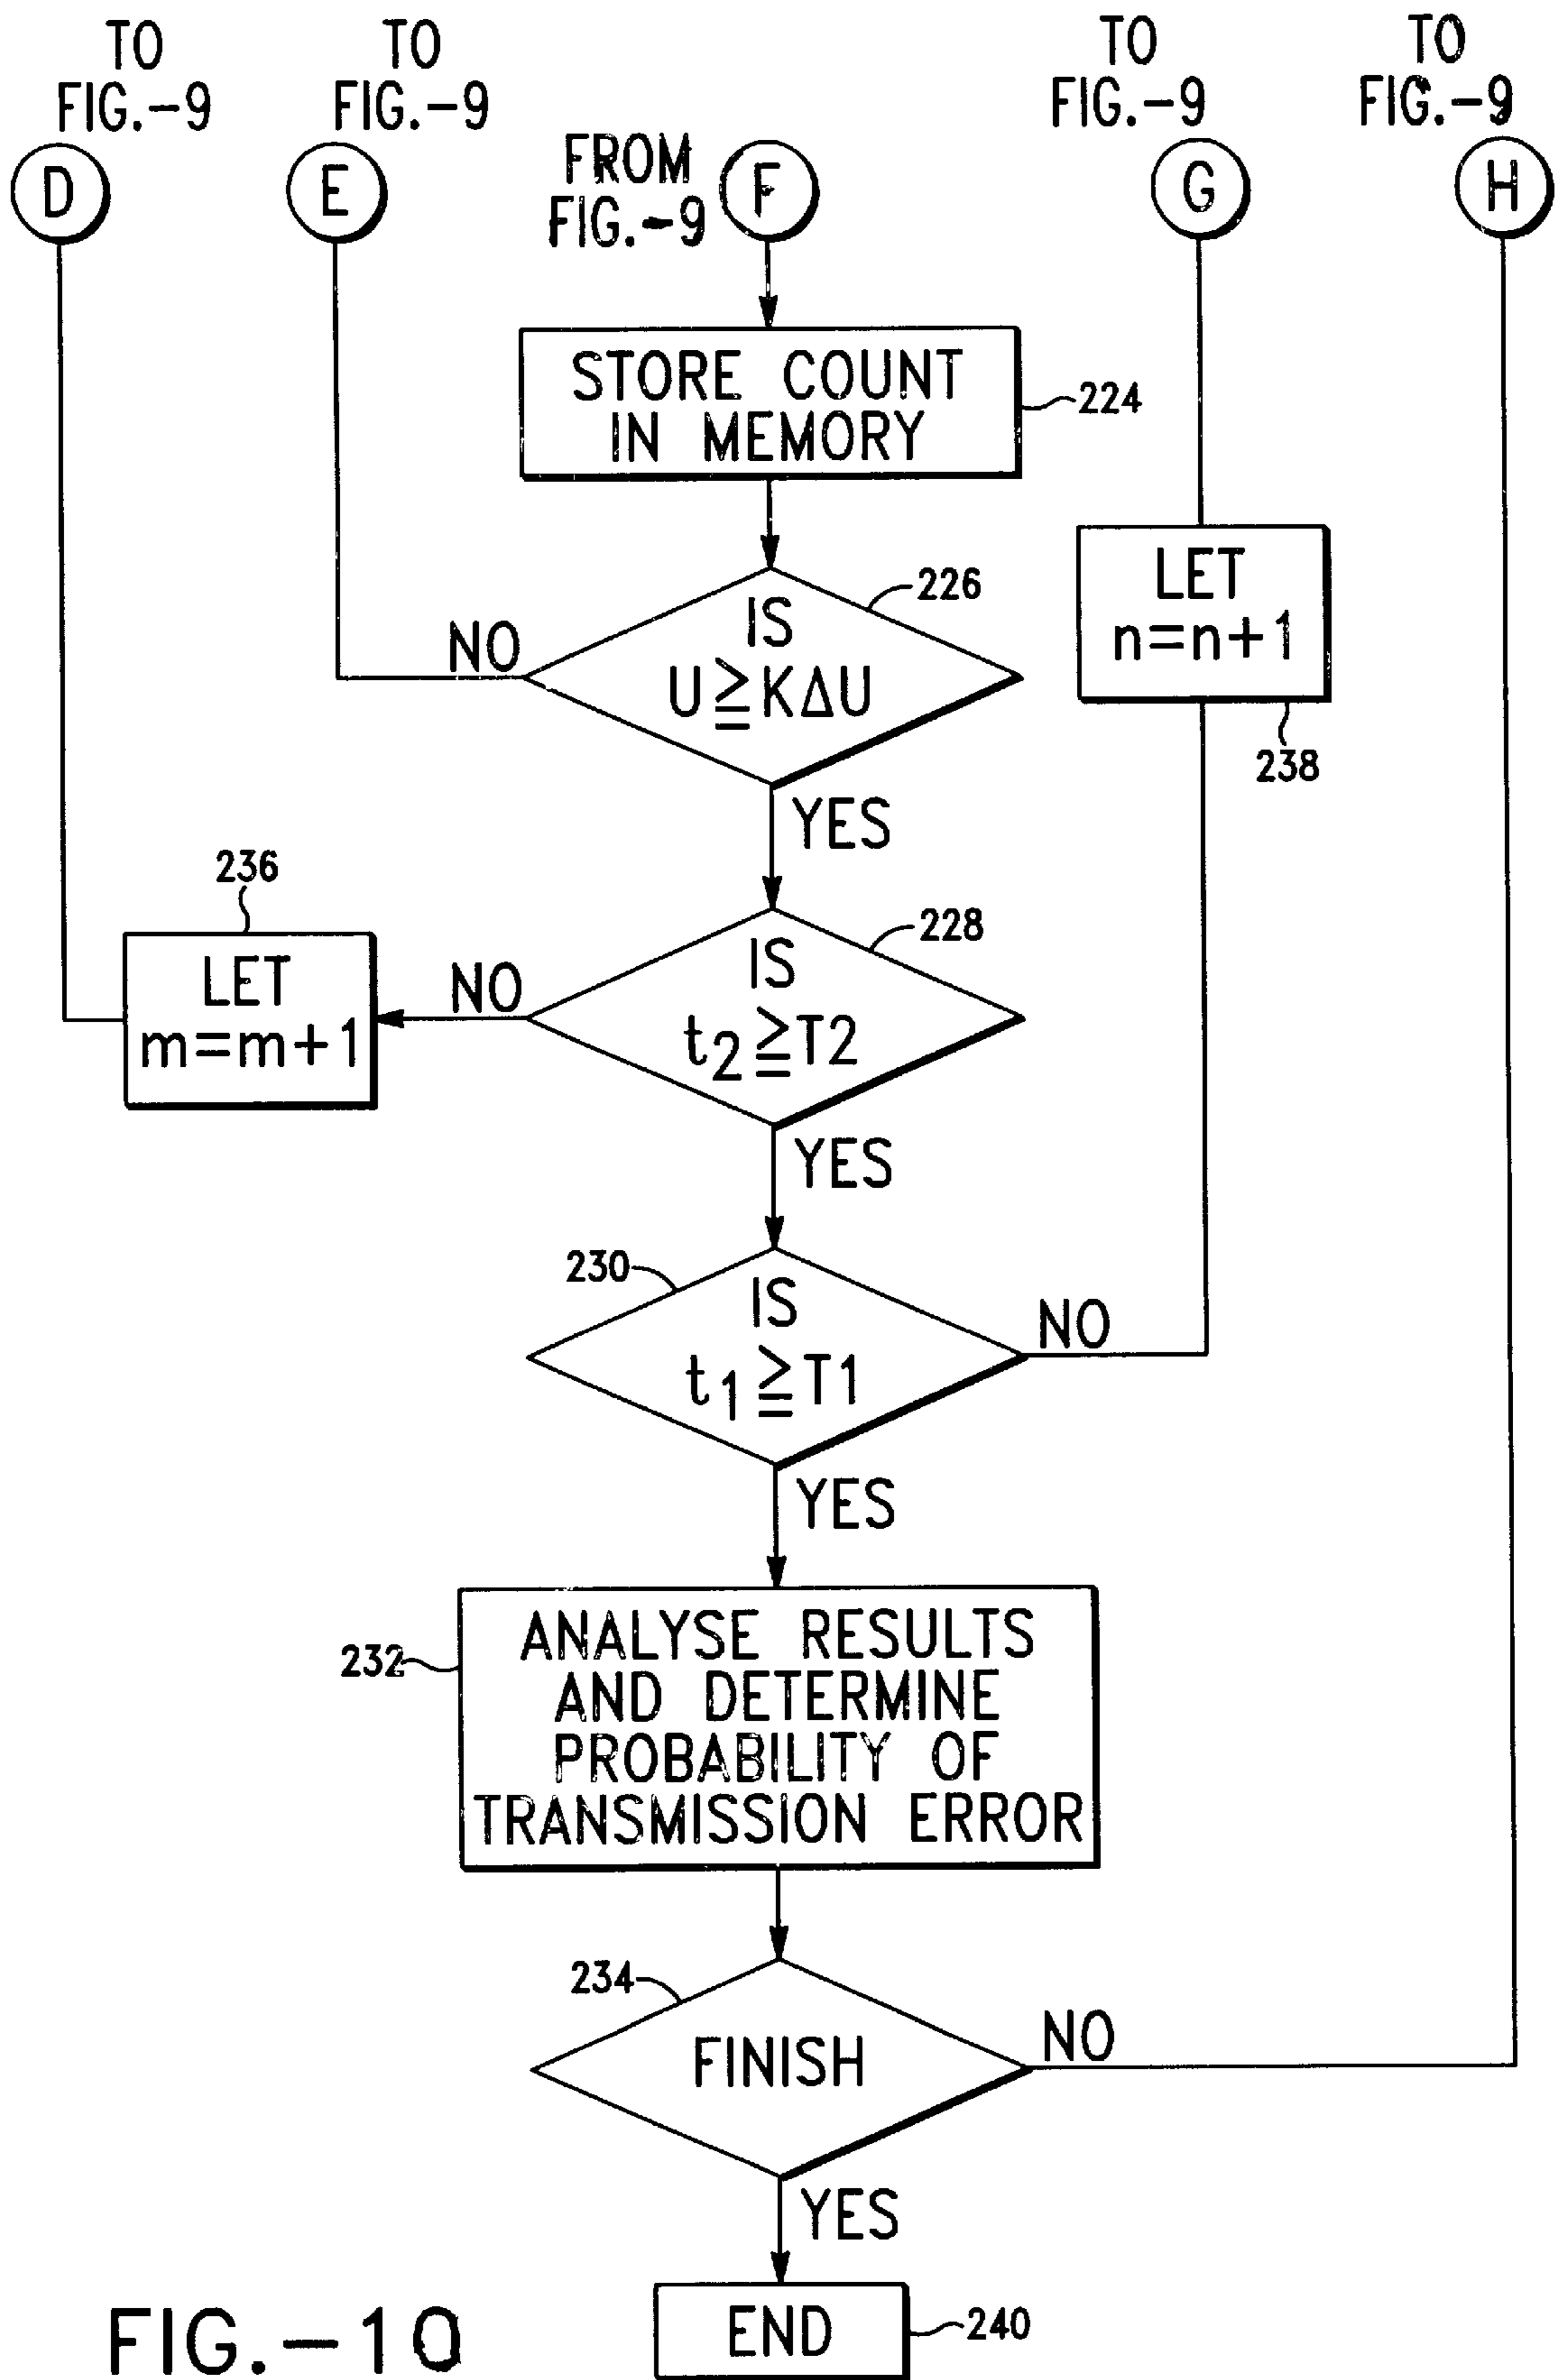 TO
FIG.-9
TO
FIG.-9
TO
FIG.-9
TO
FIG.-9
D
E
FROM
FIG.-9
F
G
H
STORE COUNT
IN MEMORY
224
IS
U≧KΔU
226
NO
YES
LET
n=n+1
238
236
LET
m=m+1
NO
IS
t₂≧T2
228
YES
230
IS
t₁≧T1
NO
YES
232
ANALYSE RESULTS
AND DETERMINE
PROBABILITY OF
TRANSMISSION ERROR
234
FINISH
NO
YES
END
240
FIG.-10